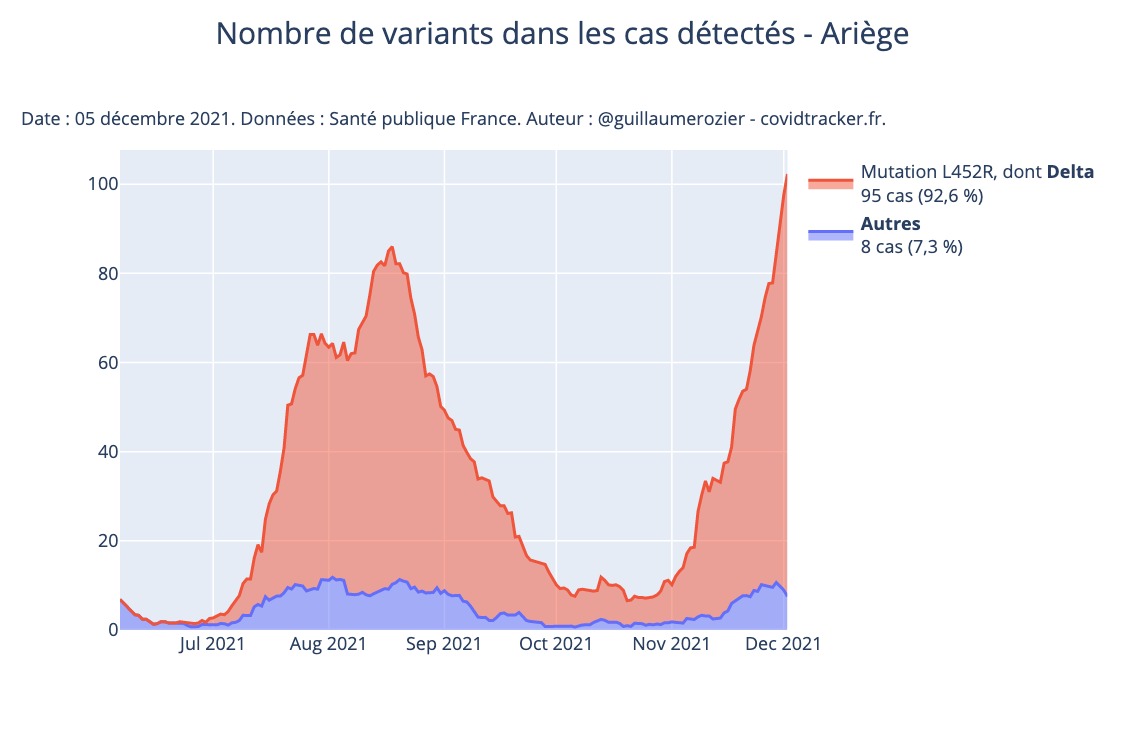 Nombre de variants dans les cas détectés - Ariège
Date : 05 décembre 2021. Données : Santé publique France. Auteur : @guillaumerozier - covidtracker.fr.
Mutation L452R, dont Delta
95 cas (92,6 %)
Autres
8 cas (7,3 %)
100
80
60
40
20
0
Jul 2021 Aug 2021 Sep 2021 Oct 2021 Nov 2021 Dec 2021